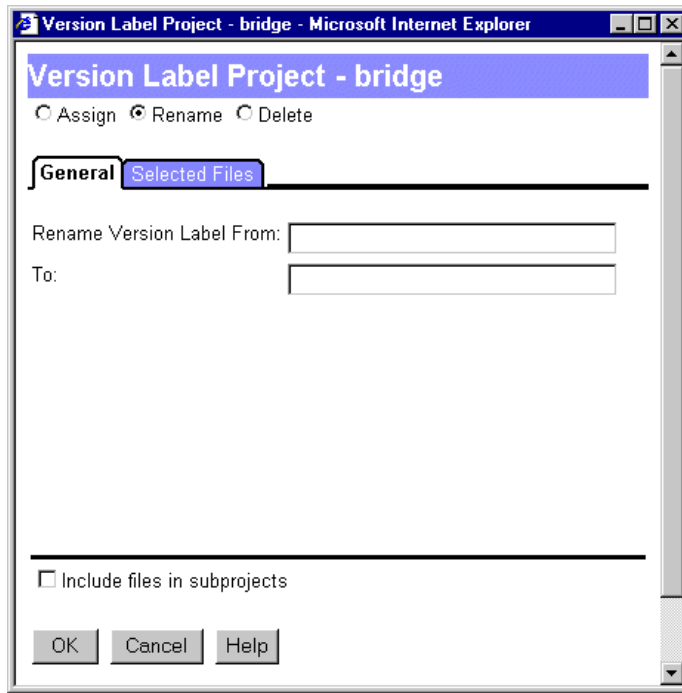 Version Label Project - bridge - Microsoft Internet Explorer
Version Label Project - bridge
Assign Rename Delete
General Selected Files
Rename Version Label From:
To:
Include files in subprojects
OK Cancel Help